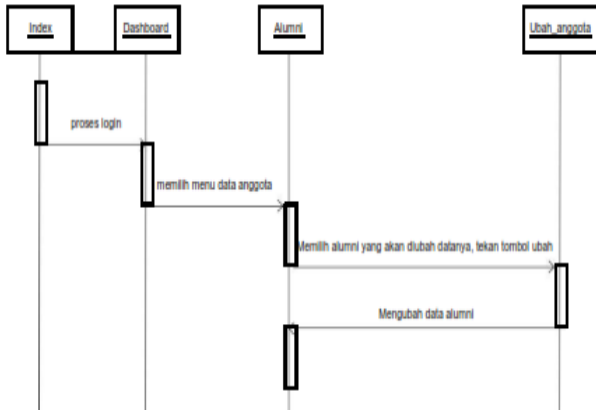 Index
Dashboard
Alumni
Ubah_anggota
proses login
memilih menu data anggota
Memilih alumni yang akan diubah datanya, tekan tombol ubah
Mengubah data alumni